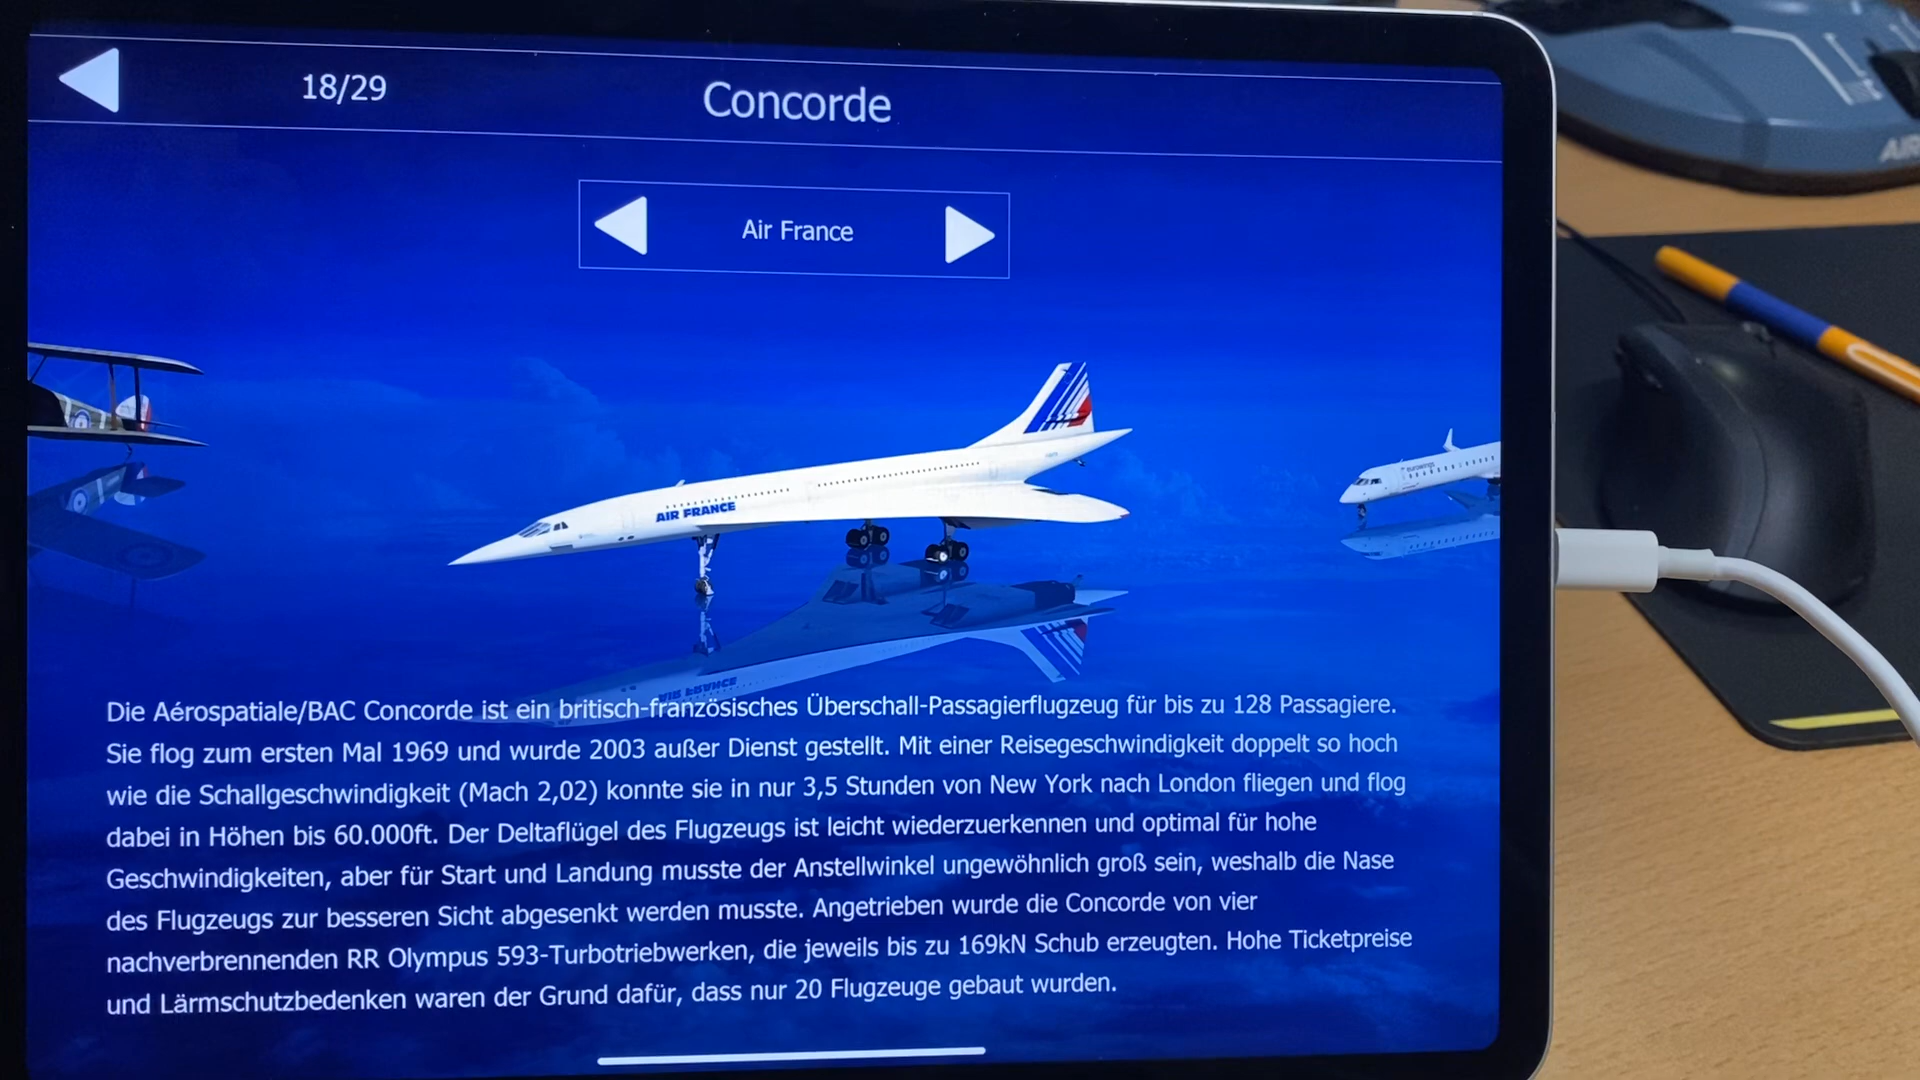 18/29
Concorde
Air France
AIR FRANCE
eurowings
Die Aérospatiale/BAC Concorde ist ein britisch-französisches Überschall-Passagierflugzeug für bis zu 128 Passagiere.
Sie flog zum ersten Mal 1969 und wurde 2003 außer Dienst gestellt. Mit einer Reisegeschwindigkeit doppelt so hoch
wie die Schallgeschwindigkeit (Mach 2,02) konnte sie in nur 3,5 Stunden von New York nach London fliegen und flog
dabei in Höhen bis 60.000ft. Der Deltaflügel des Flugzeugs ist leicht wiederzuerkennen und optimal für hohe
Geschwindigkeiten, aber für Start und Landung musste der Anstellwinkel ungewöhnlich groß sein, weshalb die Nase
des Flugzeugs zur besseren Sicht abgesenkt werden musste. Angetrieben wurde die Concorde von vier
nachverbrennenden RR Olympus 593-Turbotriebwerken, die jeweils bis zu 169kN Schub erzeugten. Hohe Ticketpreise
und Lärmschutzbedenken waren der Grund dafür, dass nur 20 Flugzeuge gebaut wurden.